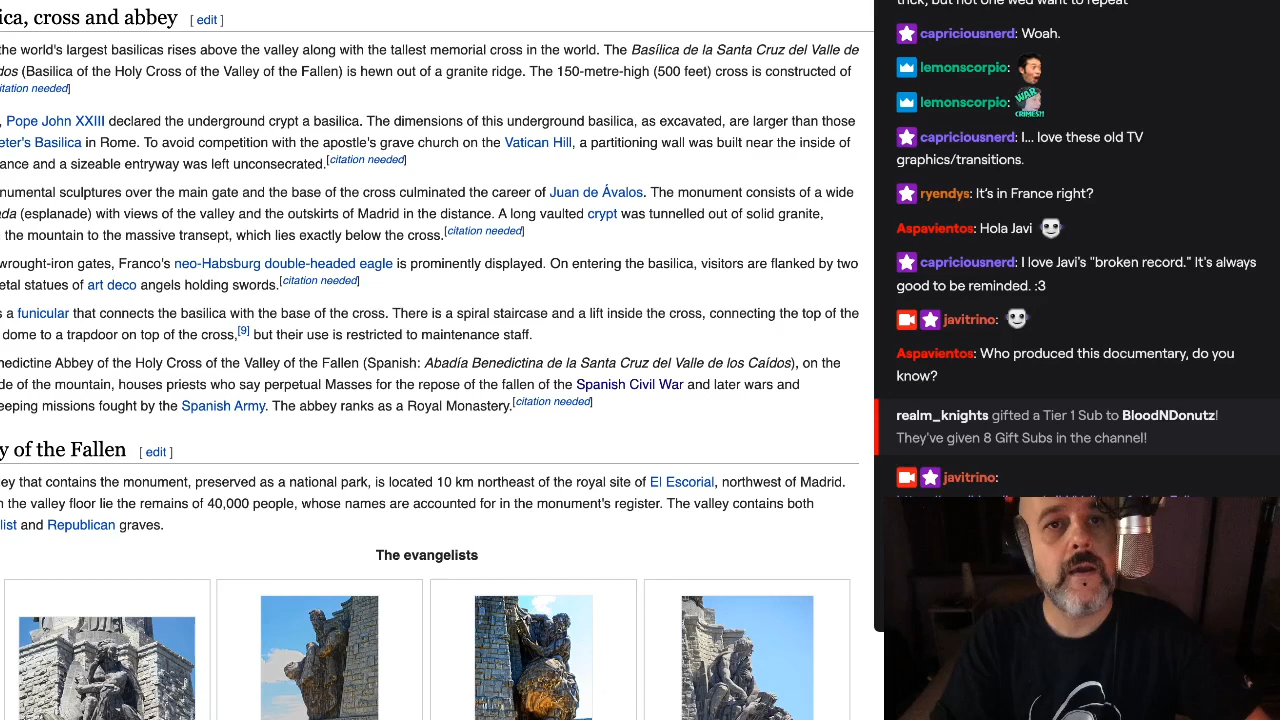 ica, cross and abbey [ edit ]
the world's largest basilicas rises above the valley along with the tallest memorial cross in the world. The Basílica de la Santa Cruz del Valle de
dos (Basilica of the Holy Cross of the Valley of the Fallen) is hewn out of a granite ridge. The 150-metre-high (500 feet) cross is constructed of
itation needed]
, Pope John XXIII declared the underground crypt a basilica. The dimensions of this underground basilica, as excavated, are larger than those
eter's Basilica in Rome. To avoid competition with the apostle's grave church on the Vatican Hill, a partitioning wall was built near the inside of
ance and a sizeable entryway was left unconsecrated.[citation needed]
numental sculptures over the main gate and the base of the cross culminated the career of Juan de Ávalos. The monument consists of a wide
ada (esplanade) with views of the valley and the outskirts of Madrid in the distance. A long vaulted crypt was tunnelled out of solid granite,
the mountain to the massive transept, which lies exactly below the cross.[citation needed]
wrought-iron gates, Franco's neo-Habsburg double-headed eagle is prominently displayed. On entering the basilica, visitors are flanked by two
etal statues of art deco angels holding swords.[citation needed]
s a funicular that connects the basilica with the base of the cross. There is a spiral staircase and a lift inside the cross, connecting the top of the
dome to a trapdoor on top of the cross,[9] but their use is restricted to maintenance staff.
nedictine Abbey of the Holy Cross of the Valley of the Fallen (Spanish: Abadía Benedictina de la Santa Cruz del Valle de los Caídos), on the
de of the mountain, houses priests who say perpetual Masses for the repose of the fallen of the Spanish Civil War and later wars and
eeping missions fought by the Spanish Army. The abbey ranks as a Royal Monastery.[citation needed]
y of the Fallen [ edit ]
ey that contains the monument, preserved as a national park, is located 10 km northeast of the royal site of El Escorial, northwest of Madrid.
n the valley floor lie the remains of 40,000 people, whose names are accounted for in the monument's register. The valley contains both
list and Republican graves.
The evangelists
trick, but not one wed want to repeat
capriciousnerd: Woah.
lemonscorpio:
lemonscorpio: WAR CRIMES!!
capriciousnerd: I... love these old TV
graphics/transitions.
ryendys: It's in France right?
Aspavientos: Hola Javi
capriciousnerd: I love Javi's "broken record." It's always
good to be reminded. :3
javitrino:
Aspavientos: Who produced this documentary, do you
know?
realm_knights gifted a Tier 1 Sub to BloodNDonutz!
They've given 8 Gift Subs in the channel!
javitrino: